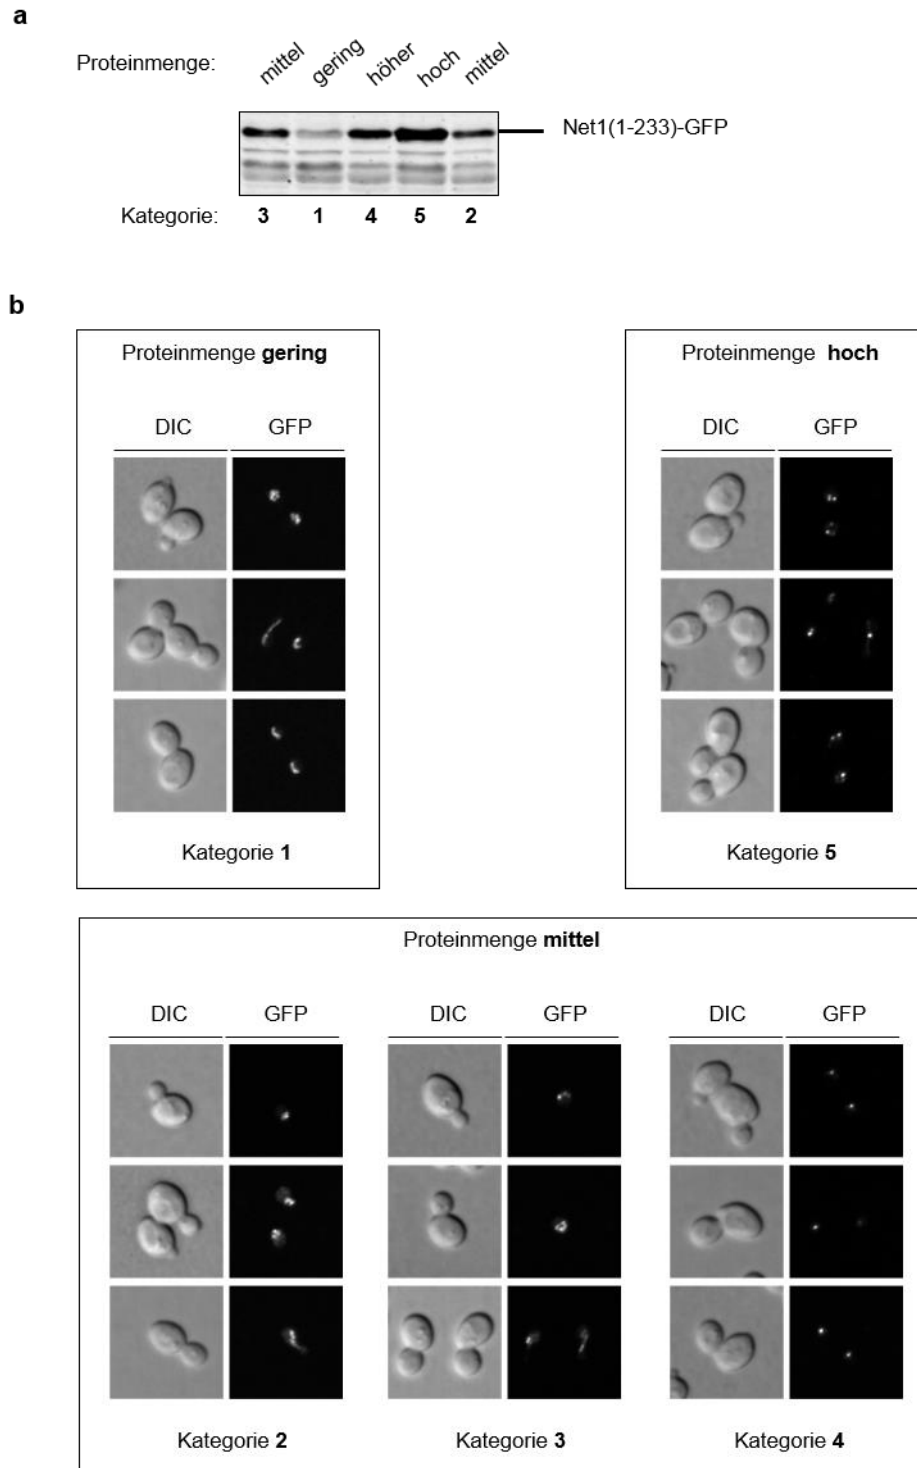 a
Proteinmenge: mittel gering höher hoch mittel
Net1(1-233)-GFP
Kategorie: 3 1 4 5 2
b
Proteinmenge gering
DIC GFP
Kategorie 1
Proteinmenge hoch
DIC GFP
Kategorie 5
Proteinmenge mittel
DIC GFP DIC GFP DIC GFP
Kategorie 2 Kategorie 3 Kategorie 4